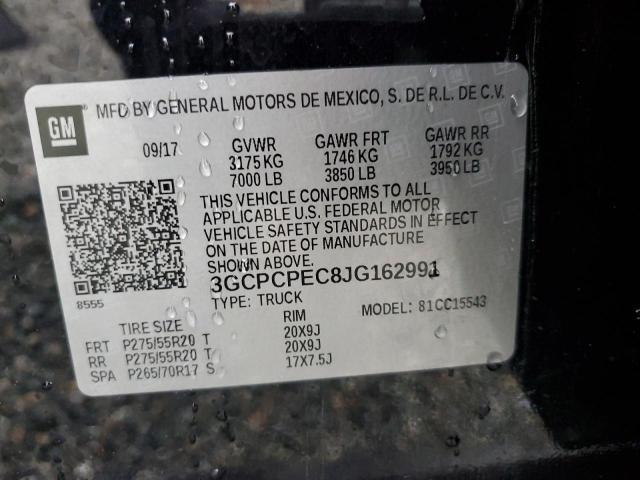 GM
MFD BY GENERAL MOTORS DE MEXICO, S. DE R.L. DE C.V.
09/17 GVWR GAWR FRT GAWR RR
3175 KG 1746 KG 1792 KG
7000 LB 3850 LB 3950 LB
THIS VEHICLE CONFORMS TO ALL
APPLICABLE U.S. FEDERAL MOTOR
VEHICLE SAFETY STANDARDS IN EFFECT
ON THE DATE OF MANUFACTURE
SHOWN ABOVE.
8555 3GCPCPEC8JG162991
TYPE: TRUCK MODEL: 81CC15543
TIRE SIZE RIM
FRT P275/55R20 T 20X9J
RR P275/55R20 T 20X9J
SPA P265/70R17 S 17X7.5J